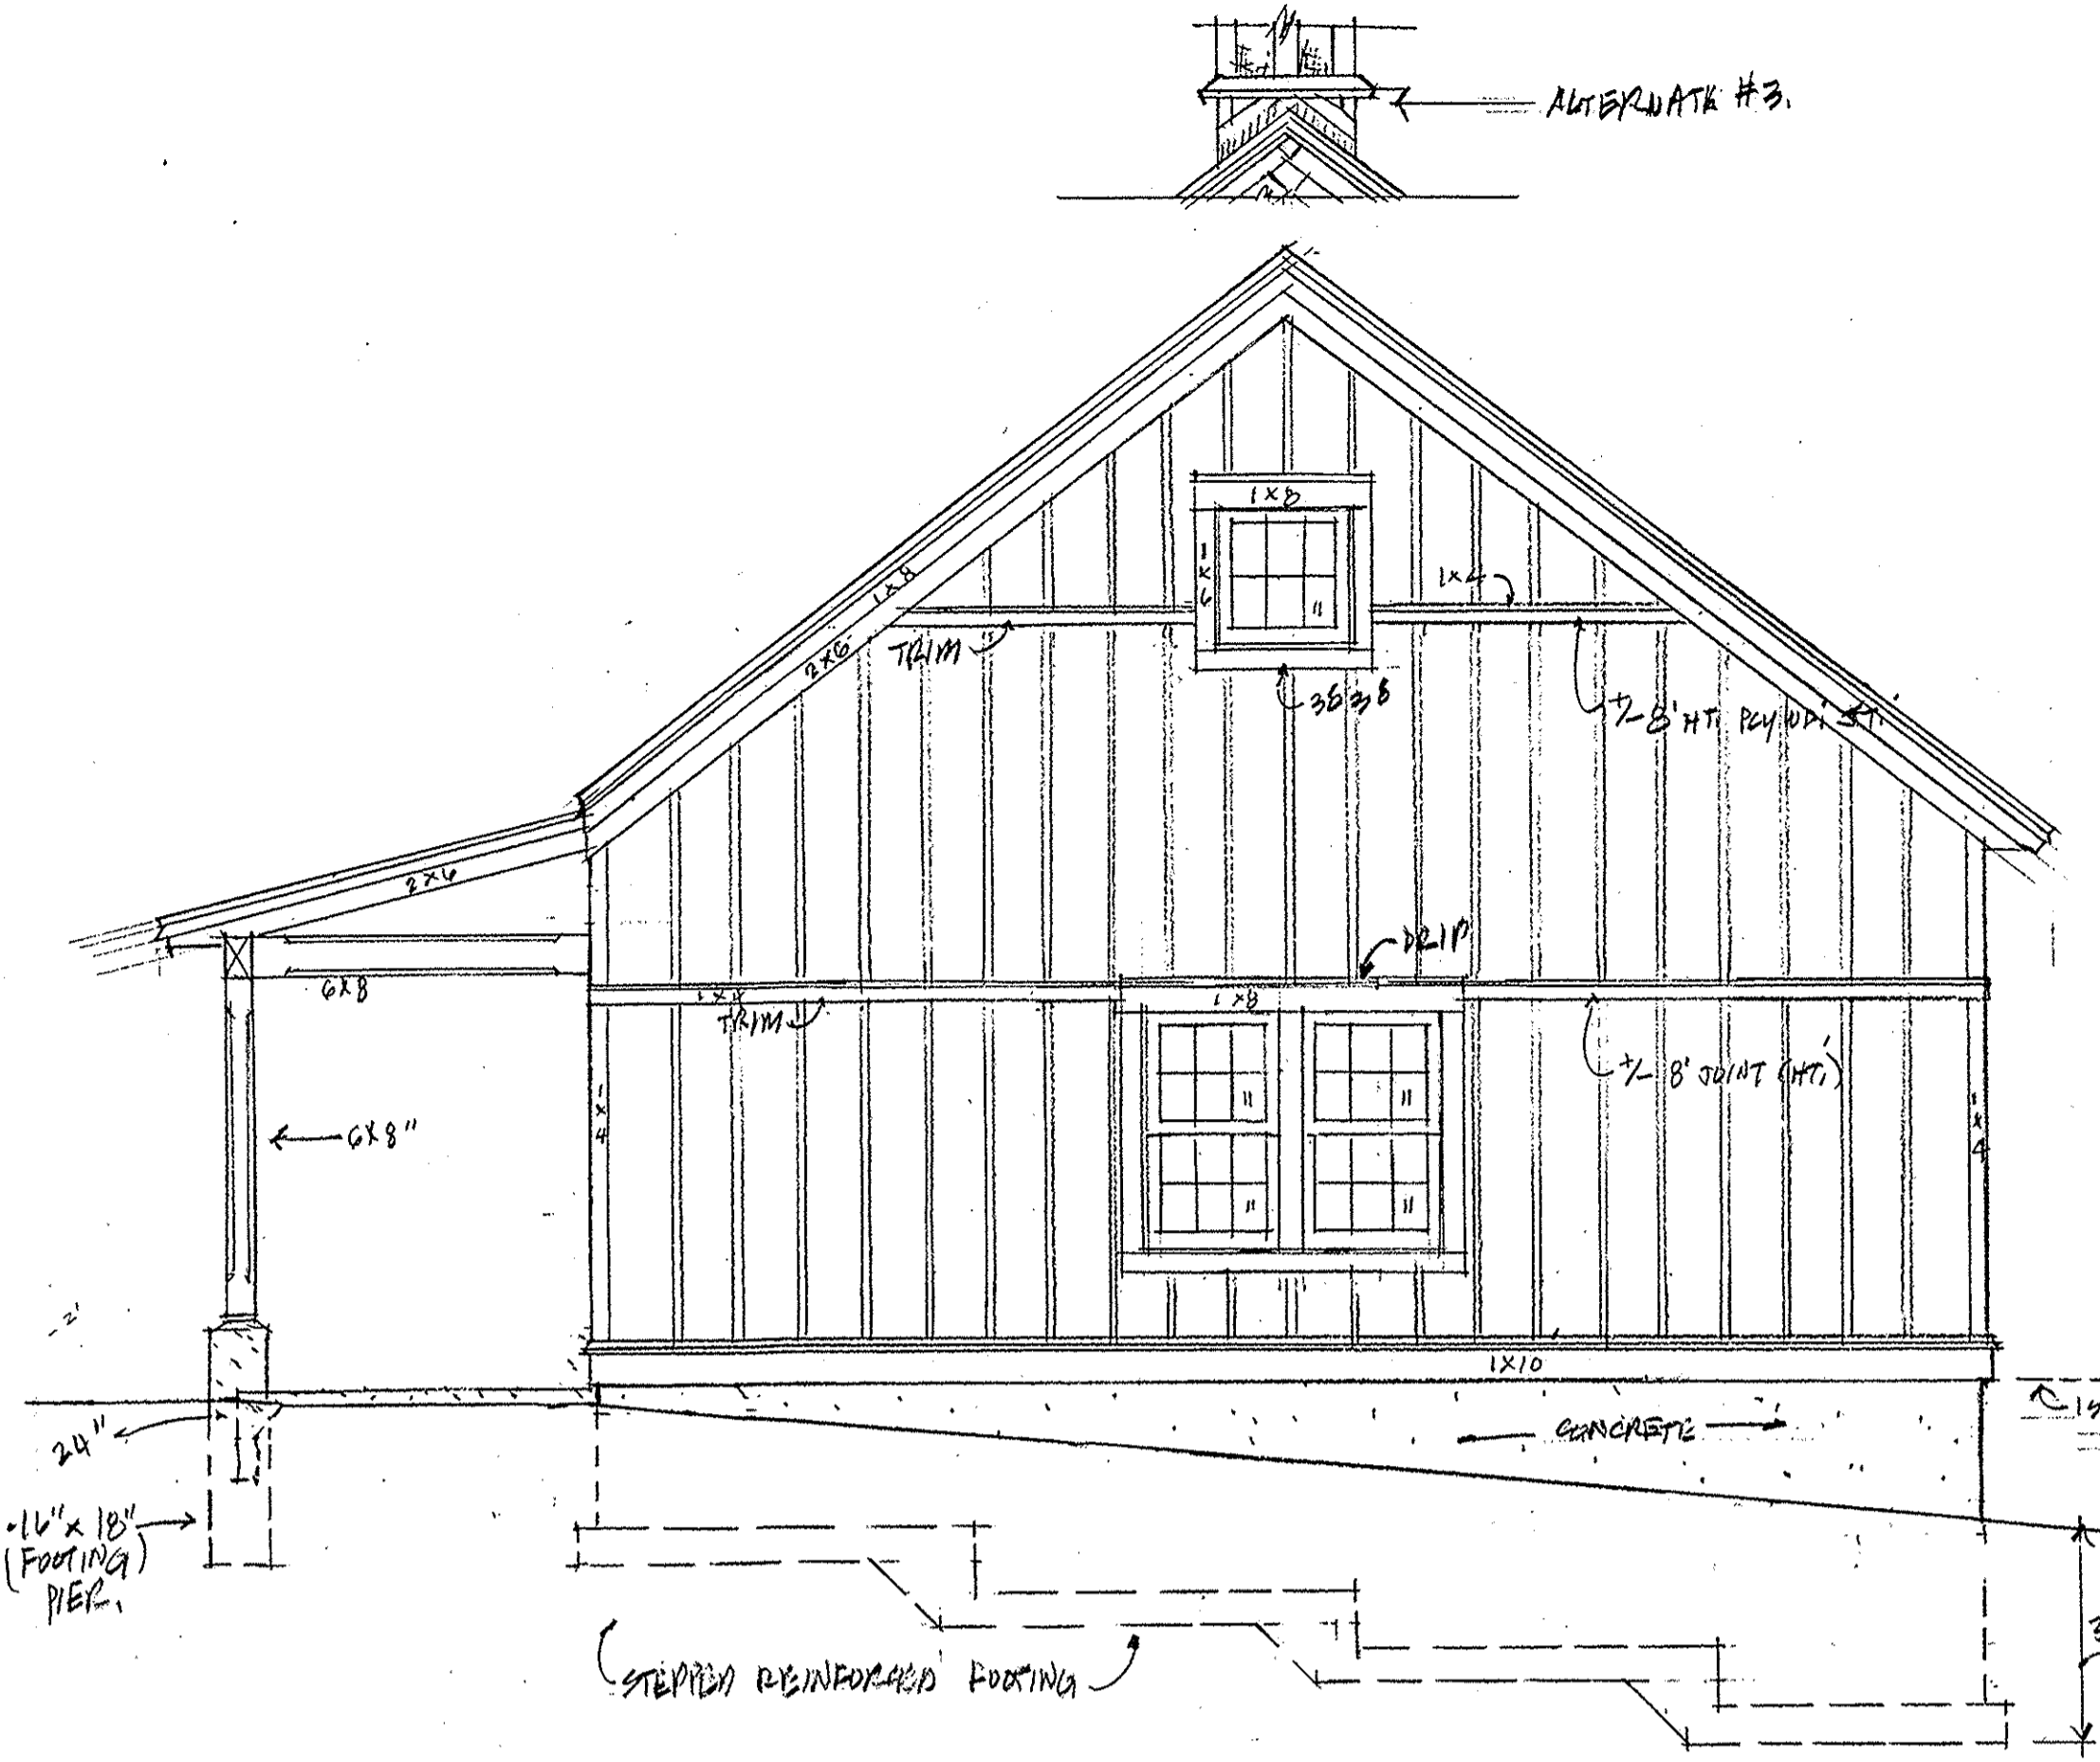 ALTERNATE #3.
1X8
1X6
1X4
1X8
2X6
TRIM
3838
+/- 8' HT. PLYWD. JT.
2X6
6X8
DRIP
1X4
1X8
TRIM
+/- 8' JOINT (HT.)
1X4
1X4
6X8"
1X10
CONCRETE
24"
16" x 18"
(FOOTING)
PIER.
STEPPED REINFORCED FOOTING